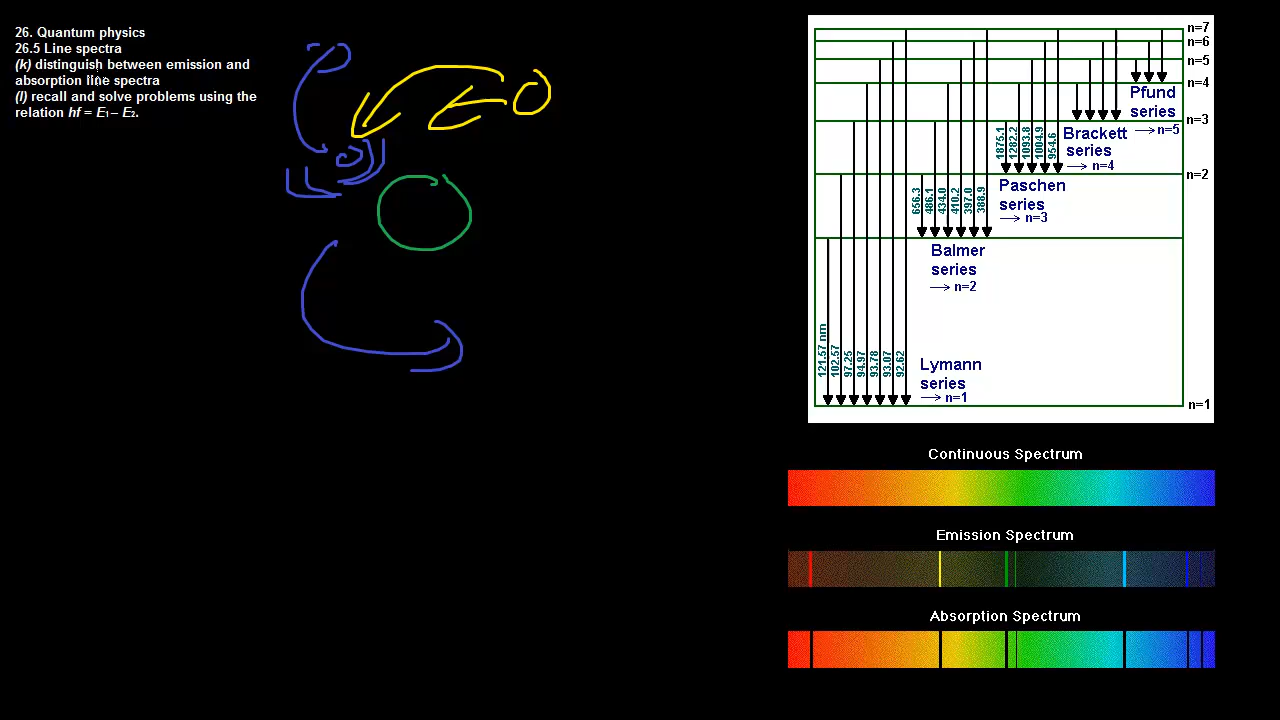 26. Quantum physics
26.5 Line spectra
(k) distinguish between emission and
absorption line spectra
(l) recall and solve problems using the
relation hf = E1 – E2.
n=7
n=6
n=5
n=4
Pfund
series
→ n=5
n=3
Brackett
series
→ n=4
1875.1
1282.2
1093.8
1004.9
954.6
n=2
Paschen
series
→ n=3
656.3
486.1
434.0
410.2
397.0
388.9
Balmer
series
→ n=2
121.57 nm
102.57
97.25
94.97
93.78
93.07
92.62
Lymann
series
→ n=1
n=1
Continuous Spectrum
Emission Spectrum
Absorption Spectrum